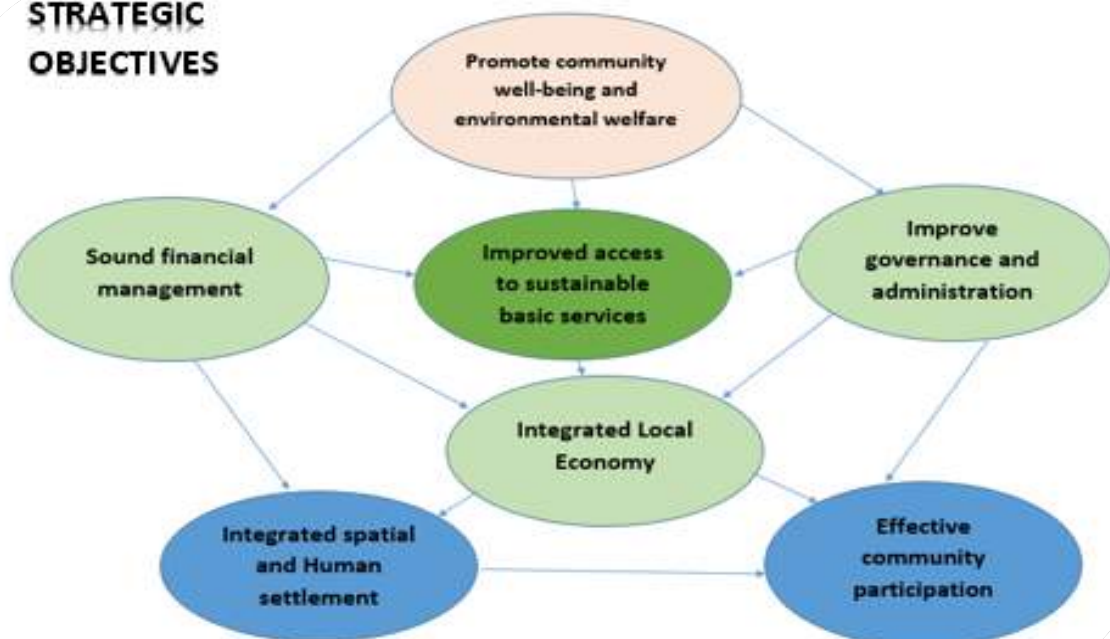 STRATEGIC
OBJECTIVES
Promote community
well-being and
environmental welfare
Sound financial
management
Improved access
to sustainable
basic services
Improve
governance and
administration
Integrated Local
Economy
Integrated spatial
and Human
settlement
Effective
community
participation